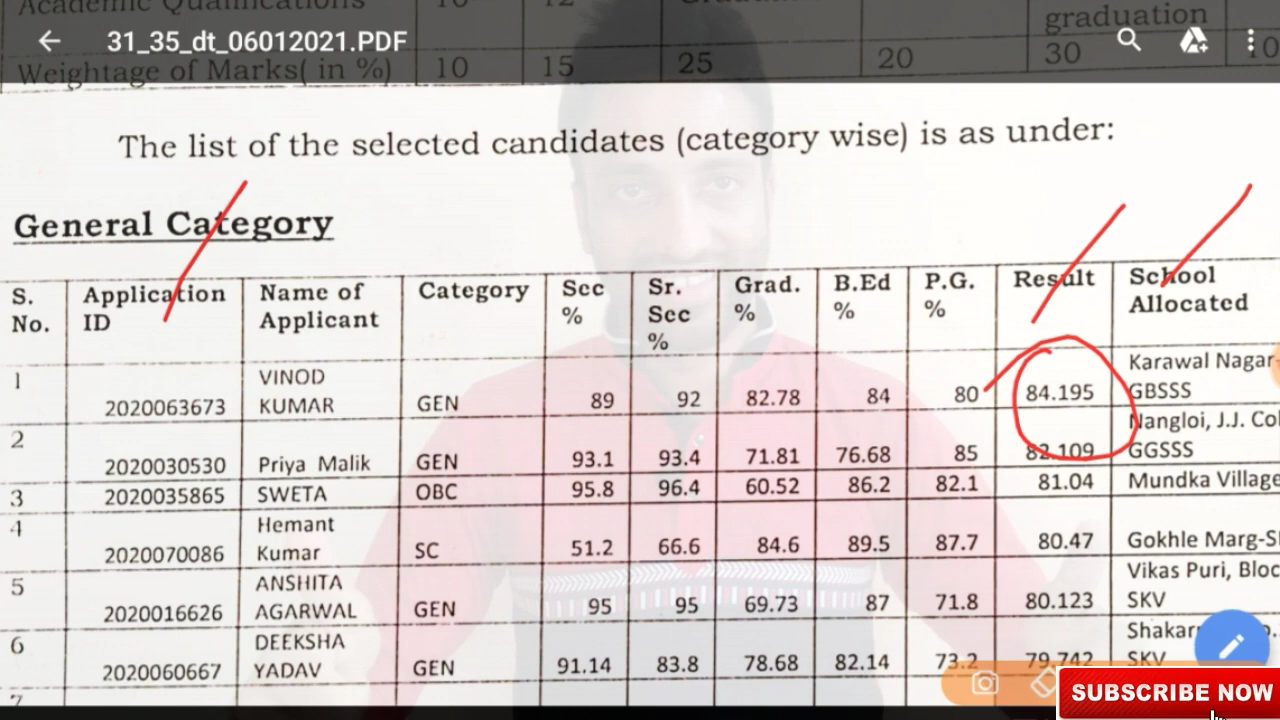 Academic Qualifications 10 12
graduation
31_35_dt_06012021.PDF
Weightage of Marks( in %) 10 15 25 20 30
The list of the selected candidates (category wise) is as under:
General Category
S. No. Application ID Name of Applicant Category Sec % Sr. Sec % Grad. % B.Ed % P.G. % Result School Allocated
1 2020063673 VINOD KUMAR GEN 89 92 82.78 84 80 84.195 Karawal Nagar- GBSSS
2 2020030530 Priya Malik GEN 93.1 93.4 71.81 76.68 85 82.109 Nangloi, J.J. Col GGSSS
3 2020035865 SWETA OBC 95.8 96.4 60.52 86.2 82.1 81.04 Mundka Village
4 2020070086 Hemant Kumar SC 51.2 66.6 84.6 89.5 87.7 80.47 Gokhle Marg-S
5 2020016626 ANSHITA AGARWAL GEN 95 95 69.73 87 71.8 80.123 Vikas Puri, Bloc SKV
6 2020060667 DEEKSHA YADAV GEN 91.14 83.8 78.68 82.14 73.2 79.742 SKV
SUBSCRIBE NOW